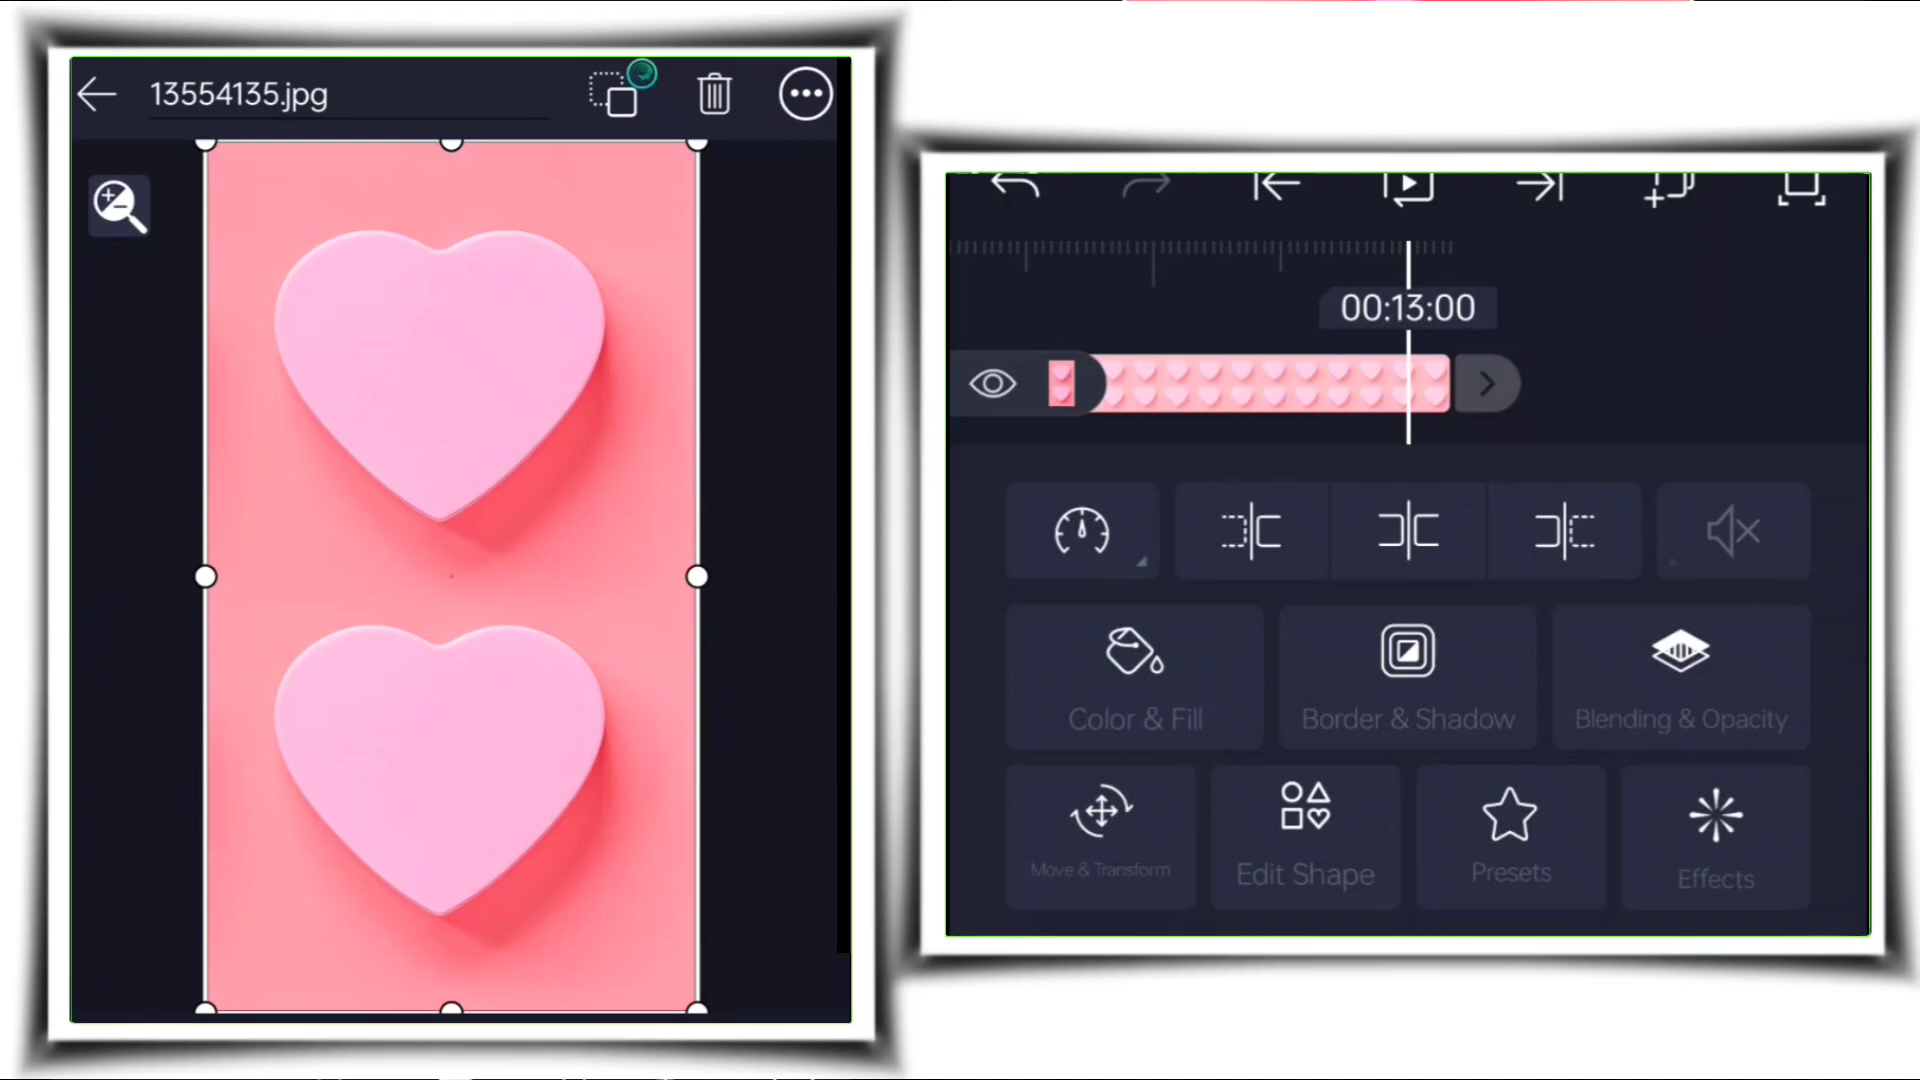 13554135.jpg
00:13:00
Color & Fill
Border & Shadow
Blending & Opacity
Move & Transform
Edit Shape
Presets
Effects